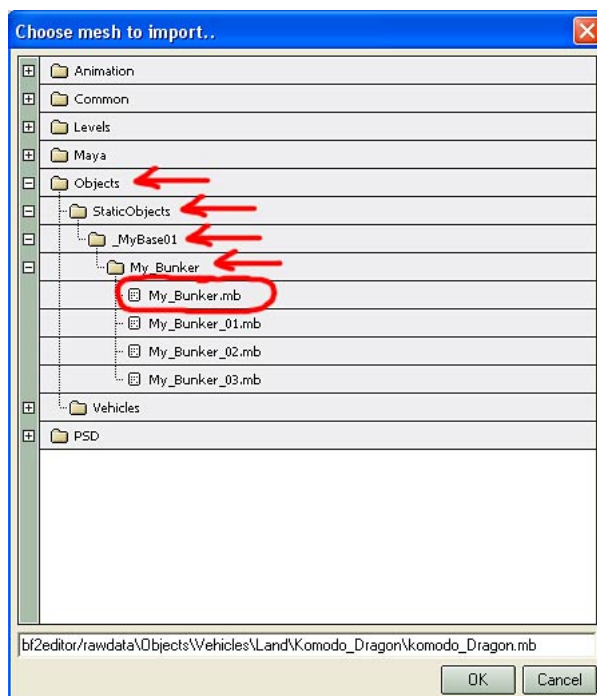 Choose mesh to import..
Animation
Common
Levels
Maya
Objects
StaticObjects
_MyBase01
My_Bunker
My_Bunker.mb
My_Bunker_01.mb
My_Bunker_02.mb
My_Bunker_03.mb
Vehicles
PSD
bf2editor/rawdata\Objects\Vehicles\Land\Komodo_Dragon\komodo_Dragon.mb
OK
Cancel